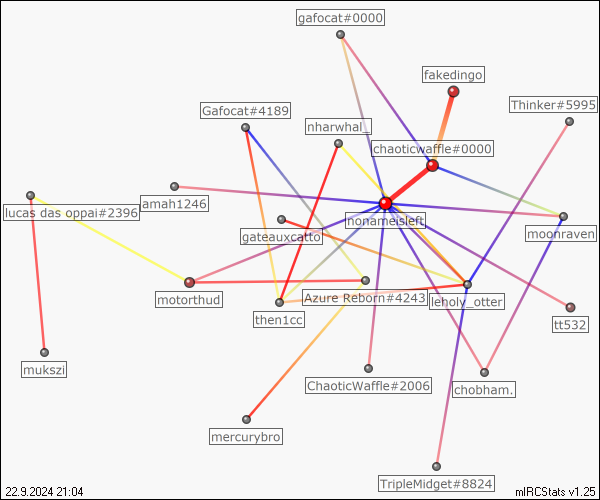 gafocat#0000
fakedingo
Thinker#5995
Gafocat#4189
nharwhal_
chaoticwaffle#0000
amah1246
lucas das oppai#2396
nonameisleft
moonraven
gateauxcatto
motorthud
Azure Reborn#4243
leholy_otter
then1cc
tt532
mukszi
ChaoticWaffle#2006
chobham.
mercurybro
TripleMidget#8824
22.9.2024 21:04
mIRCStats v1.25